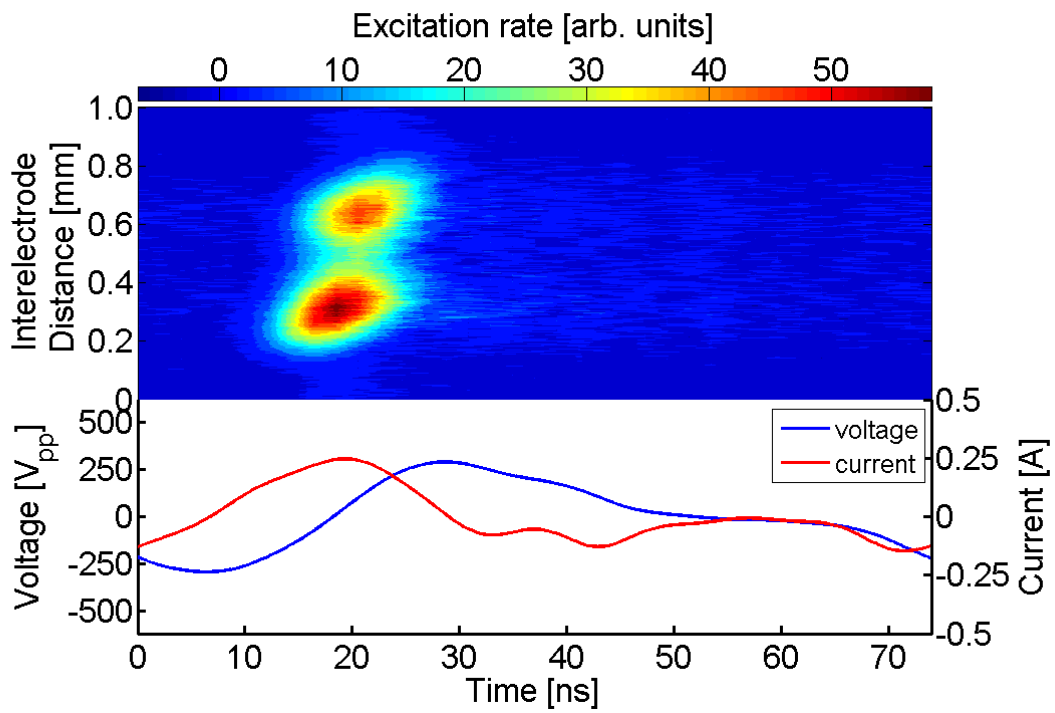 Excitation rate [arb. units]
0 10 20 30 40 50
Interelectrode
Distance [mm]
1.0
0.8
0.6
0.4
0.2
0
Voltage [Vpp]
500
250
0
-250
-500
voltage
current
0.5
0.25
0
-0.25
-0.5
Current [A]
0 10 20 30 40 50 60 70
Time [ns]